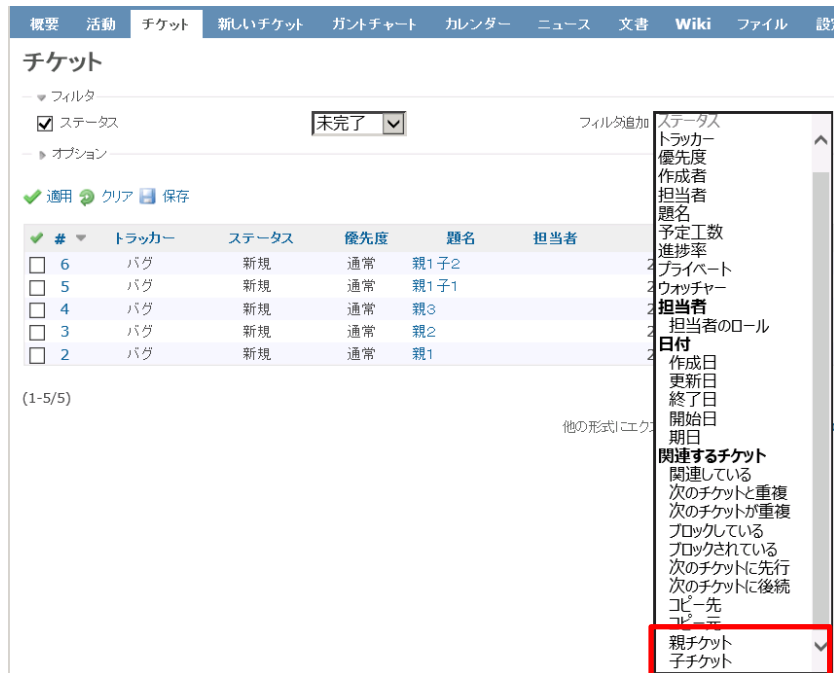 概要 活動 チケット 新しいチケット ガントチャート カレンダー ニュース 文書 Wiki ファイル
チケット
フィルタ
ステータス 未完了 フィルタ追加 ステータス
オプション
適用 クリア 保存
# トラッカー ステータス 優先度 題名 担当者
6 バグ 新規 通常 親1子2 2
5 バグ 新規 通常 親1子1 2
4 バグ 新規 通常 親3 2
3 バグ 新規 通常 親2 2
2 バグ 新規 通常 親1 2
(1-5/5)
他の形式にエク
トラッカー
優先度
作成者
担当者
題名
予定工数
進捗率
プライベート
ウォッチャー
担当者
担当者のロール
日付
作成日
更新日
終了日
開始日
期日
関連するチケット
関連している
次のチケットと重複
次のチケットが重複
ブロックしている
ブロックされている
次のチケットに先行
次のチケットに後続
コピー先
コピー元
親チケット
子チケット